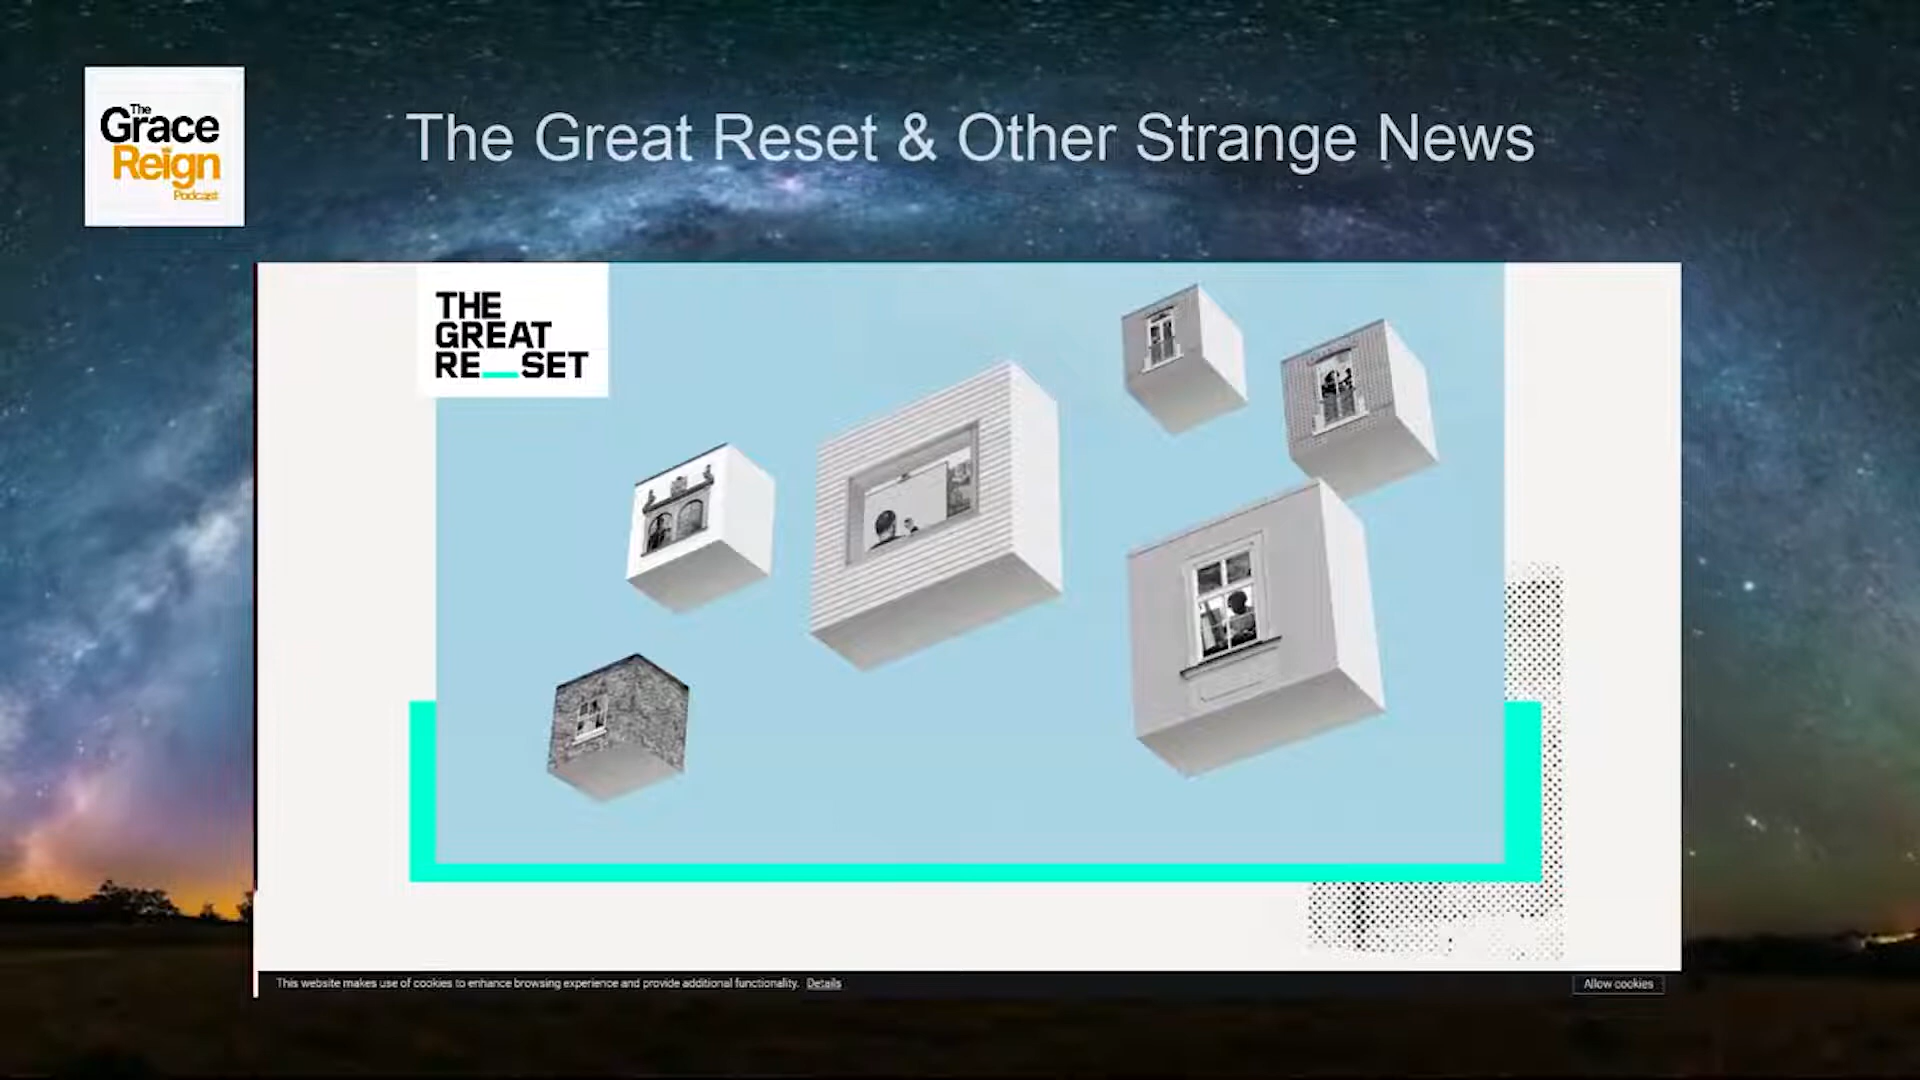 The
Grace
Reign
Podcast
The Great Reset & Other Strange News
THE
GREAT
RE__SET
This website makes use of cookies to enhance browsing experience and provide additional functionality. Details
Allow cookies